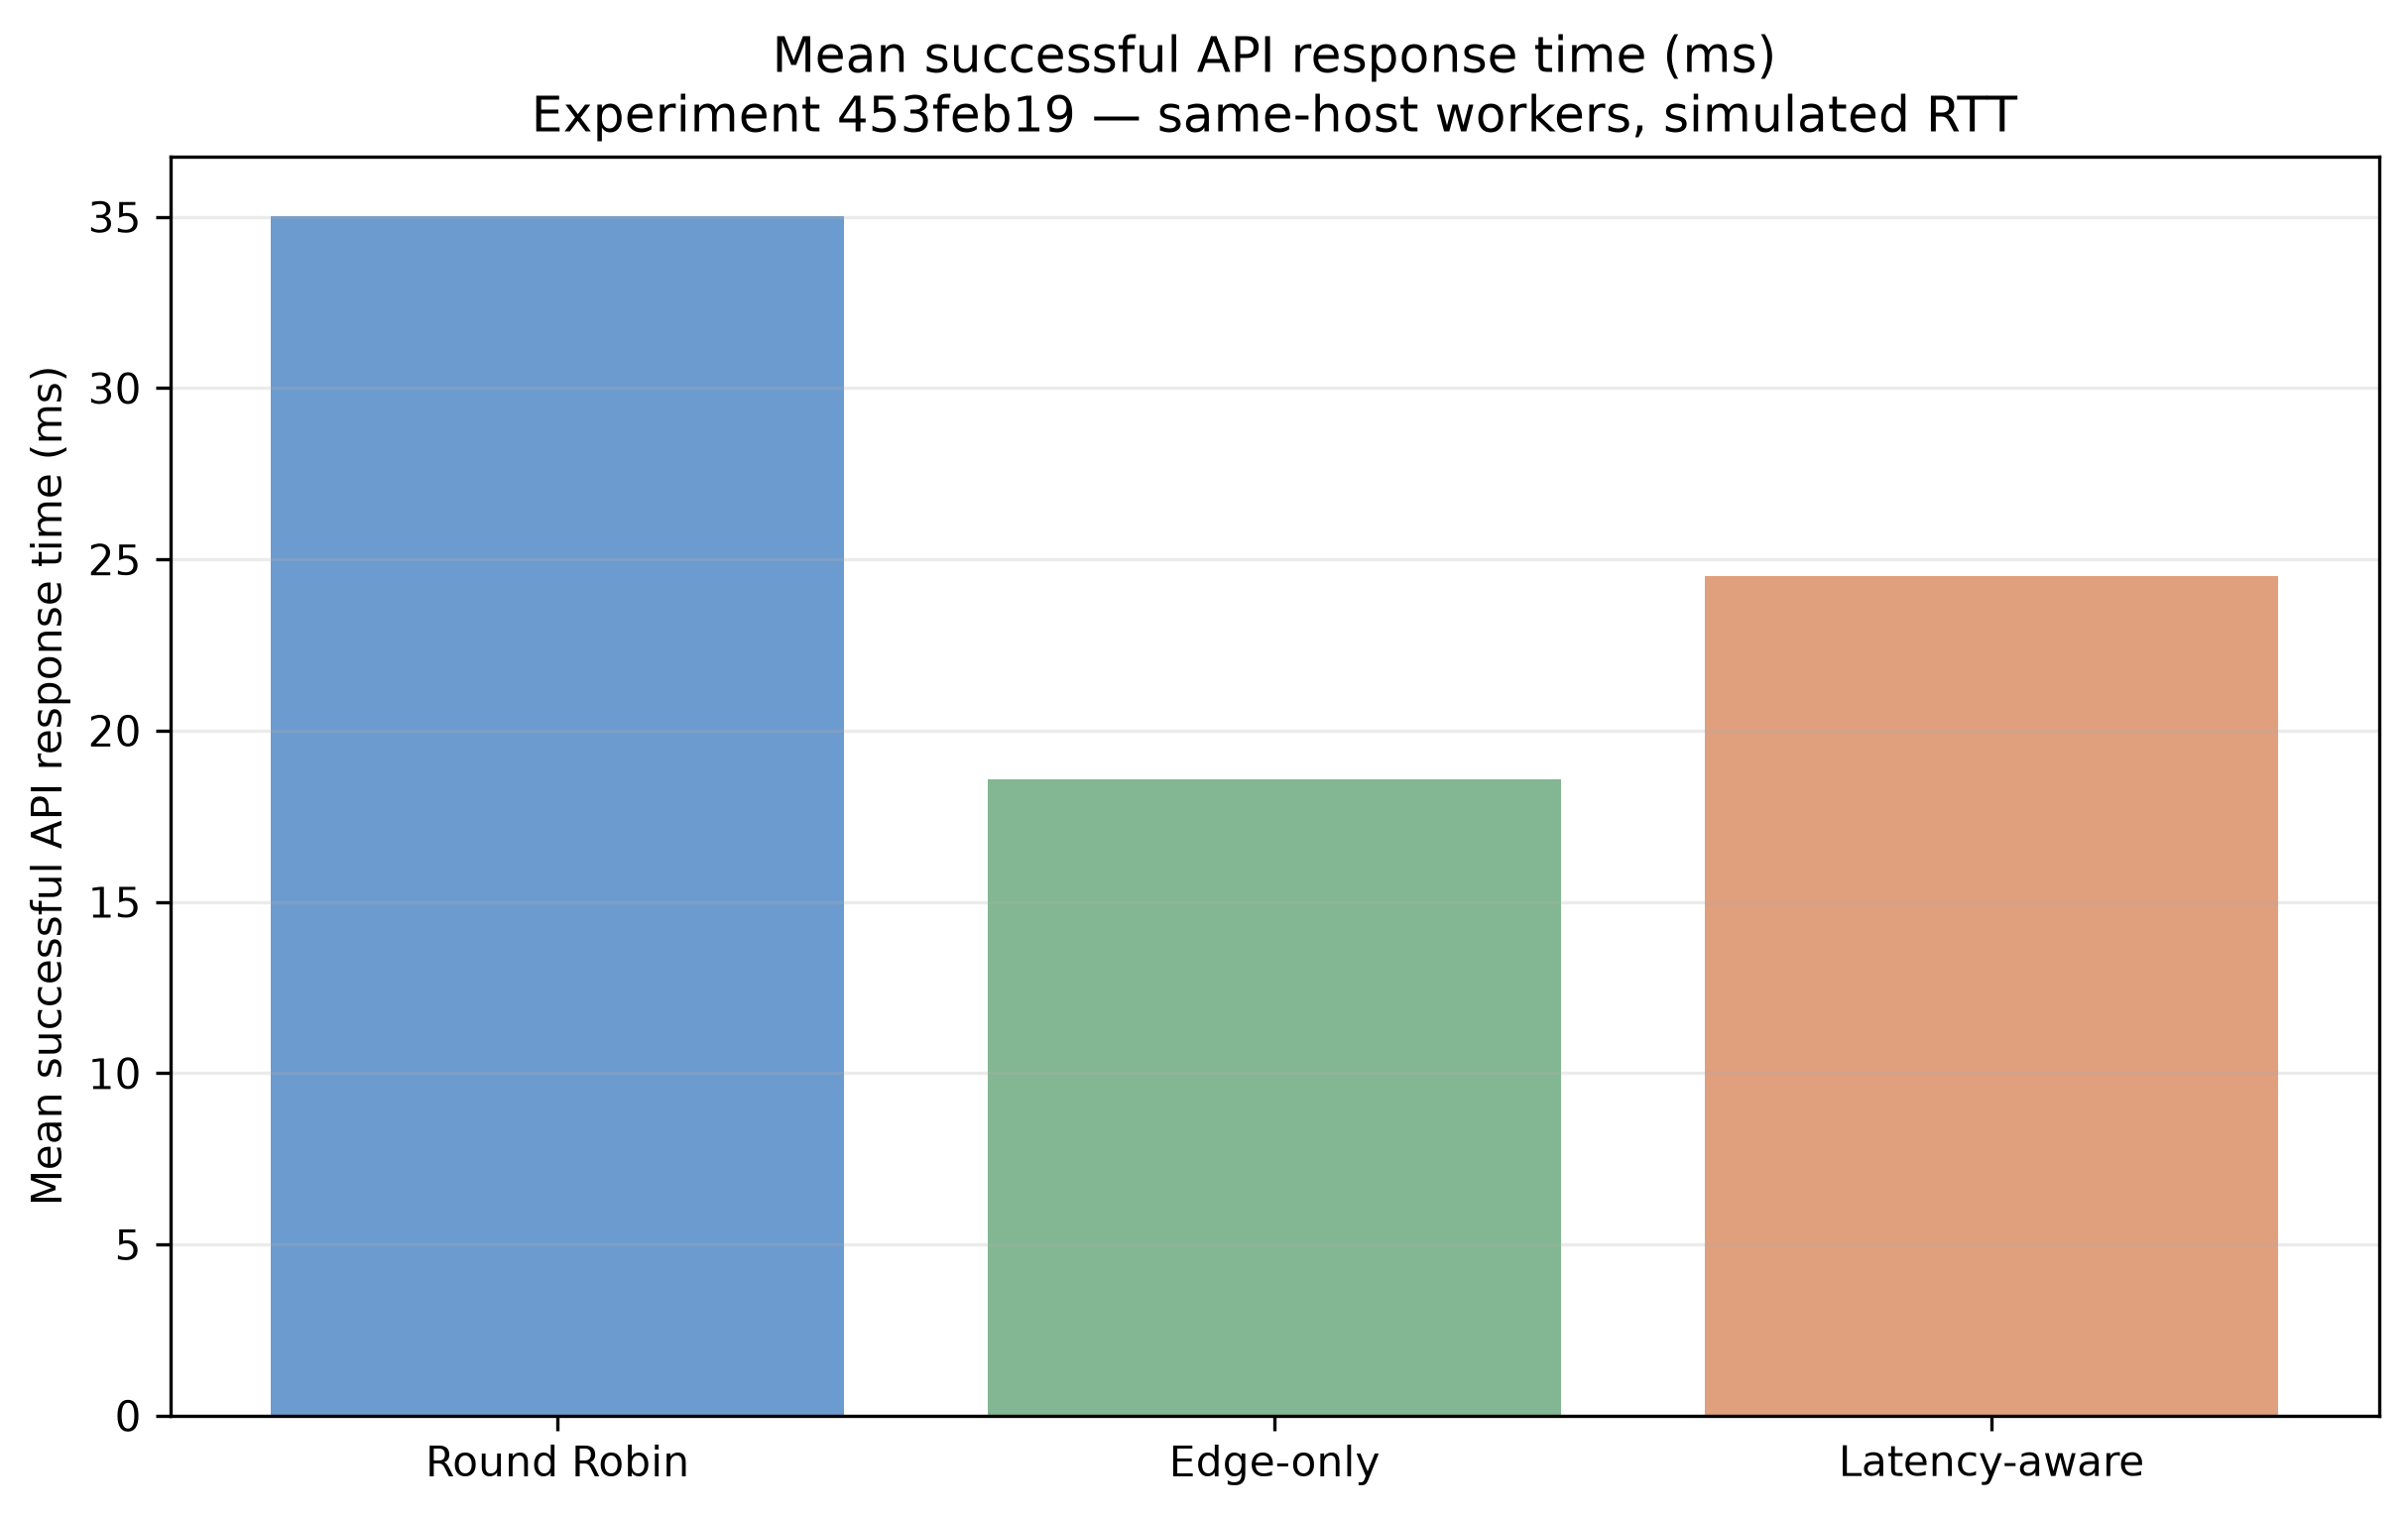 Mean successful API response time (ms)
Experiment 453feb19 — same-host workers, simulated RTT
Mean successful API response time (ms)
35
30
25
20
15
10
5
0
Round Robin
Edge-only
Latency-aware